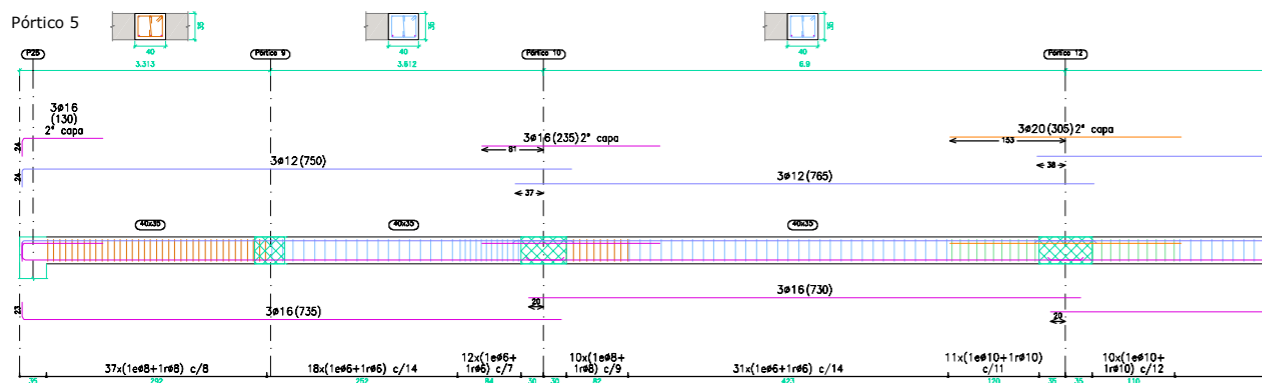 Pórtico 5
35
40
35
40
35
40
P25
Pórtico 9
Pórtico 10
Pórtico 12
3.313
3.612
6.9
3ø16
(130)
2ª capa
24
3ø16(235)2ª capa
81
3ø20(305)2ª capa
153
3ø12(750)
24
38
3ø12(765)
37
40x35
40x35
40x35
3ø16(730)
20
3ø16(735)
23
20
37x(1eø8+1rø8) c/8
18x(1eø6+1rø6) c/14
12x(1eø6+
1rø6) c/7
10x(1eø8+
1rø8) c/9
31x(1eø6+1rø6) c/14
11x(1eø10+1rø10)
c/11
10x(1eø10+
1rø10) c/12
35
292
252
84
30
30
82
423
120
35
35
110